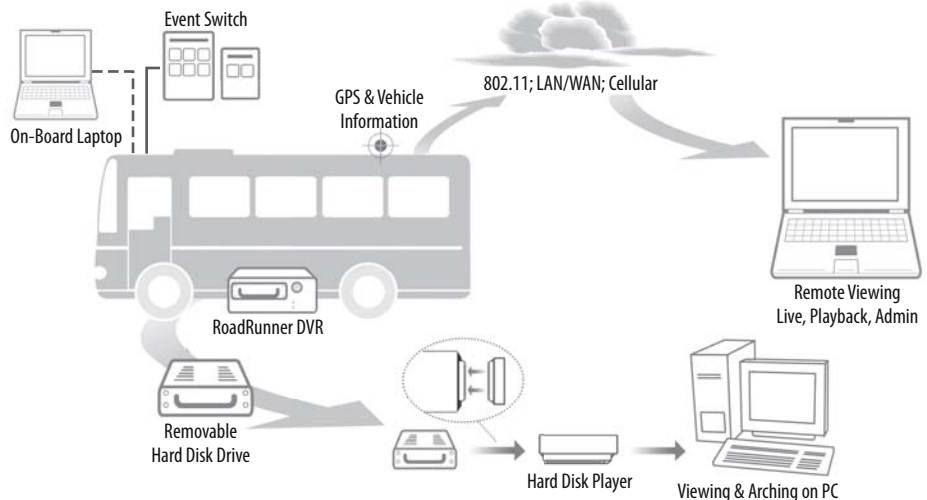 Event Switch
On-Board Laptop
GPS & Vehicle
Information
802.11; LAN/WAN; Cellular
Remote Viewing
Live, Playback, Admin
RoadRunner DVR
Removable
Hard Disk Drive
Hard Disk Player
Viewing & Arching on PC